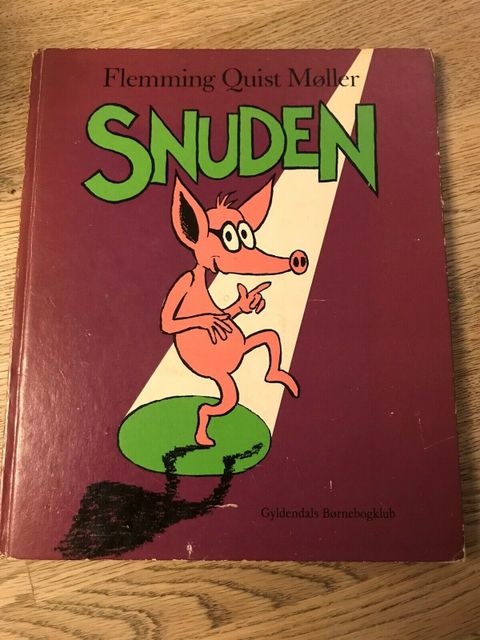 Flemming Quist Møller
SNUDEN
Gyldendals Børnebogklub